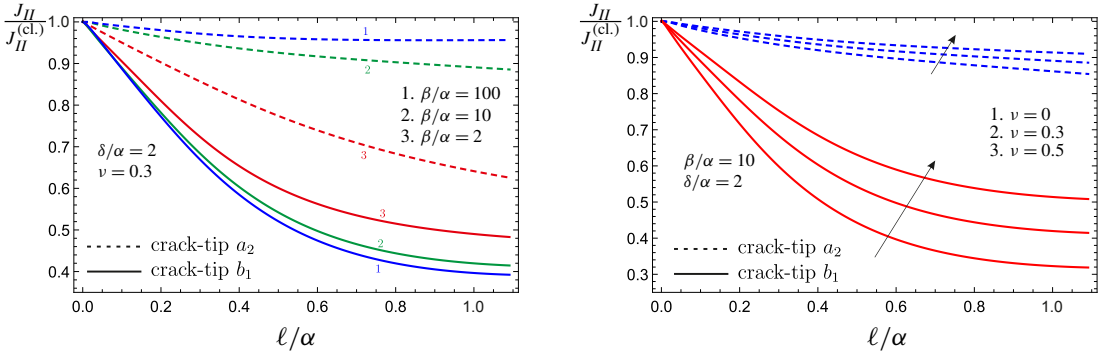 J_II / J_II^(cl.)
1.0
0.9
0.8
0.7
0.6
0.5
0.4
1
2
1. β/α = 100
2. β/α = 10
3. β/α = 2
3
δ/α = 2
ν = 0.3
3
2
1
crack-tip a₂
crack-tip b₁
0.0 0.2 0.4 0.6 0.8 1.0
ℓ/α
J_II / J_II^(cl.)
1.0
0.9
0.8
0.7
0.6
0.5
0.4
0.3
1. ν = 0
2. ν = 0.3
3. ν = 0.5
β/α = 10
δ/α = 2
crack-tip a₂
crack-tip b₁
0.0 0.2 0.4 0.6 0.8 1.0
ℓ/α